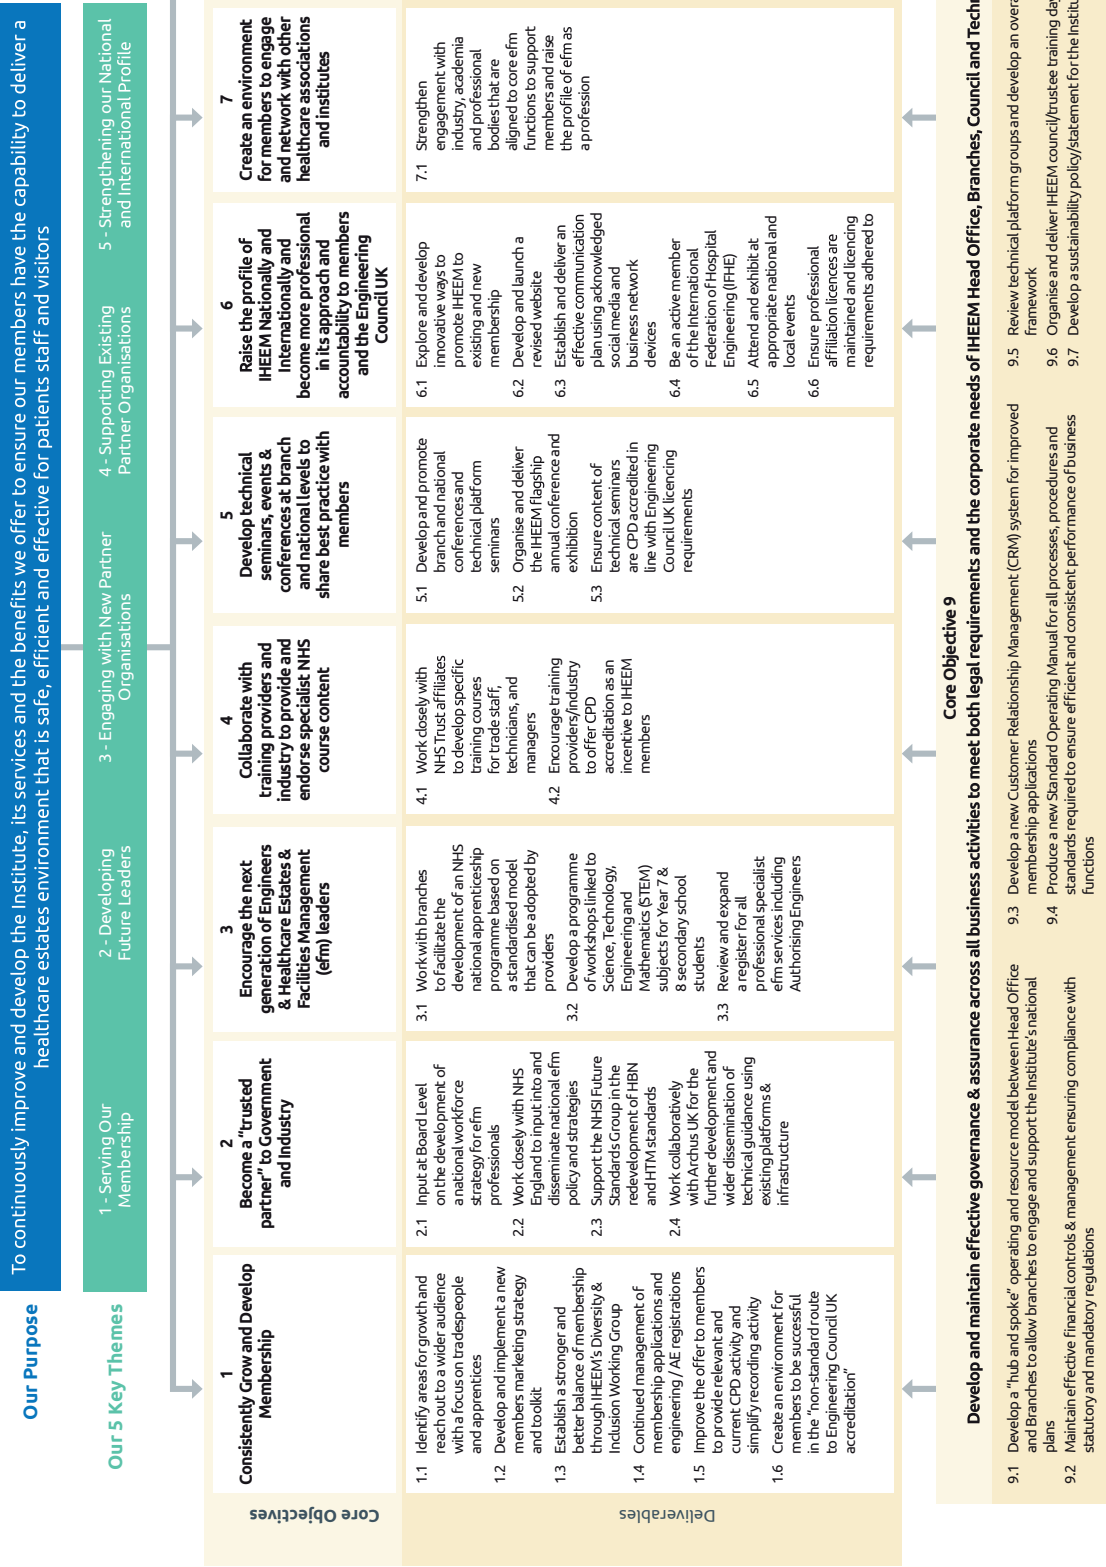 Our Purpose
To continuously improve and develop the Institute, its services and the benefits we offer to ensure our members have the capability to deliver a
healthcare estates environment that is safe, efficient and effective for patients staff and visitors
Our 5 Key Themes
1 - Serving Our
Membership
2 - Developing
Future Leaders
3 - Engaging with New Partner
Organisations
4 - Supporting Existing
Partner Organisations
5 - Strengthening our National
and International Profile
Core Objectives
1
Consistently Grow and Develop
Membership
2
Become a “trusted
partner” to Government
and Industry
3
Encourage the next
generation of Engineers
& Healthcare Estates &
Facilities Management
(efm) leaders
4
Collaborate with
training providers and
industry to provide and
endorse specialist NHS
course content
5
Develop technical
seminars, events &
conferences at branch
and national levels to
share best practice with
members
6
Raise the profile of
IHEEM Nationally and
Internationally and
become more professional
in its approach and
accountability to members
and the Engineering
Council UK
7
Create an environment
for members to engage
and network with other
healthcare associations
and institutes
Deliverables
1.1 Identify areas for growth and
reach out to a wider audience
with a focus on tradespeople
and apprentices
1.2 Develop and implement a new
members marketing strategy
and toolkit
1.3 Establish a stronger and
better balance of membership
through IHEEM’s Diversity &
Inclusion Working Group
1.4 Continued management of
membership applications and
engineering / AE registrations
1.5 Improve the offer to members
to provide relevant and
current CPD activity and
simplify recording activity
1.6 Create an environment for
members to be successful
in the “non-standard route
to Engineering Council UK
accreditation”
2.1 Input at Board Level
on the development of
a national workforce
strategy for efm
professionals
2.2 Work closely with NHS
England to input into and
disseminate national efm
policy and strategies
2.3 Support the NHSI Future
Standards Group in the
redevelopment of HBN
and HTM standards
2.4 Work collaboratively
with Archus UK for the
further development and
wider dissemination of
technical guidance using
existing platforms &
infrastructure
3.1 Work with branches
to facilitate the
development of an NHS
national apprenticeship
programme based on
a standardised model
that can be adopted by
providers
3.2 Develop a programme
of workshops linked to
Science, Technology,
Engineering and
Mathematics (STEM)
subjects for Year 7 &
8 secondary school
students
3.3 Review and expand
a register for all
professional specialist
efm services including
Authorising Engineers
4.1 Work closely with
NHS Trust affiliates
to develop specific
training courses
for trade staff,
technicians, and
managers
4.2 Encourage training
providers/industry
to offer CPD
accreditation as an
incentive to IHEEM
members
5.1 Develop and promote
branch and national
conferences and
technical platform
seminars
5.2 Organise and deliver
the IHEEM flagship
annual conference and
exhibition
5.3 Ensure content of
technical seminars
are CPD accredited in
line with Engineering
Council UK licencing
requirements
6.1 Explore and develop
innovative ways to
promote IHEEM to
existing and new
membership
6.2 Develop and launch a
revised website
6.3 Establish and deliver an
effective communication
plan using acknowledged
social media and
business network
devices
6.4 Be an active member
of the International
Federation of Hospital
Engineering (IFHE)
6.5 Attend and exhibit at
appropriate national and
local events
6.6 Ensure professional
affiliation licences are
maintained and licencing
requirements adhered to
7.1 Strengthen
engagement with
industry, academia
and professional
bodies that are
aligned to core efm
functions to support
members and raise
the profile of efm as
a profession
Core Objective 9
Develop and maintain effective governance & assurance across all business activities to meet both legal requirements and the corporate needs of IHEEM Head Office, Branches, Council and Techn
9.1 Develop a “hub and spoke” operating and resource model between Head Office
and Branches to allow branches to engage and support the Institute’s national
plans
9.2 Maintain effective financial controls & management ensuring compliance with
statutory and mandatory regulations
9.3 Develop a new Customer Relationship Management (CRM) system for improved
membership applications
9.4 Produce a new Standard Operating Manual for all processes, procedures and
standards required to ensure efficient and consistent performance of business
functions
9.5 Review technical platform groups and develop an overa
framework
9.6 Organise and deliver IHEEM council/trustee training day
9.7 Develop a sustainability policy/statement for the Institu